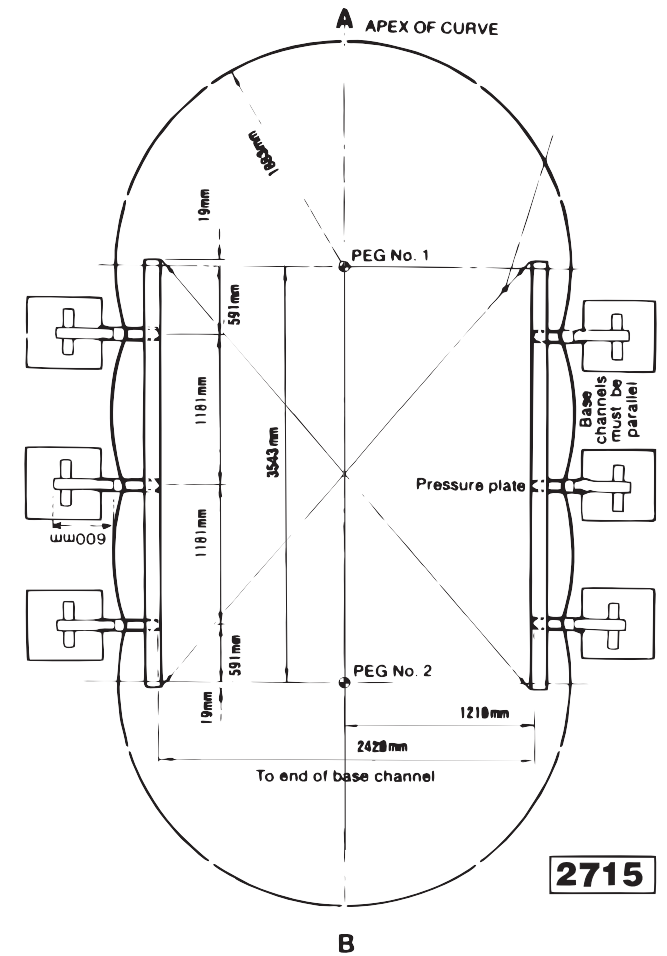 A APEX OF CURVE
19mm
PEG No. 1
591mm
1181mm
3543mm
Base
channels
must be
parallel
Pressure plate
600mm
1181mm
591mm
PEG No. 2
19mm
1210mm
2420mm
To end of base channel
2715
B